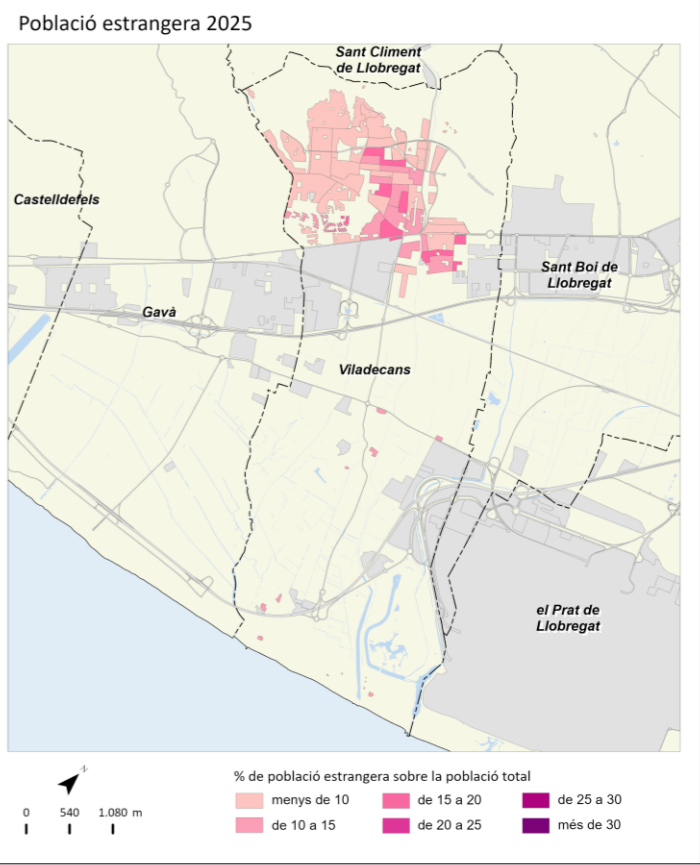 Població estrangera 2025
Sant Climent
de Llobregat
Castelldefels
Sant Boi de
Llobregat
Gavà
Viladecans
el Prat de
Llobregat
N
% de població estrangera sobre la població total
menys de 10
de 15 a 20
de 25 a 30
0 540 1.080 m
de 10 a 15
de 20 a 25
més de 30